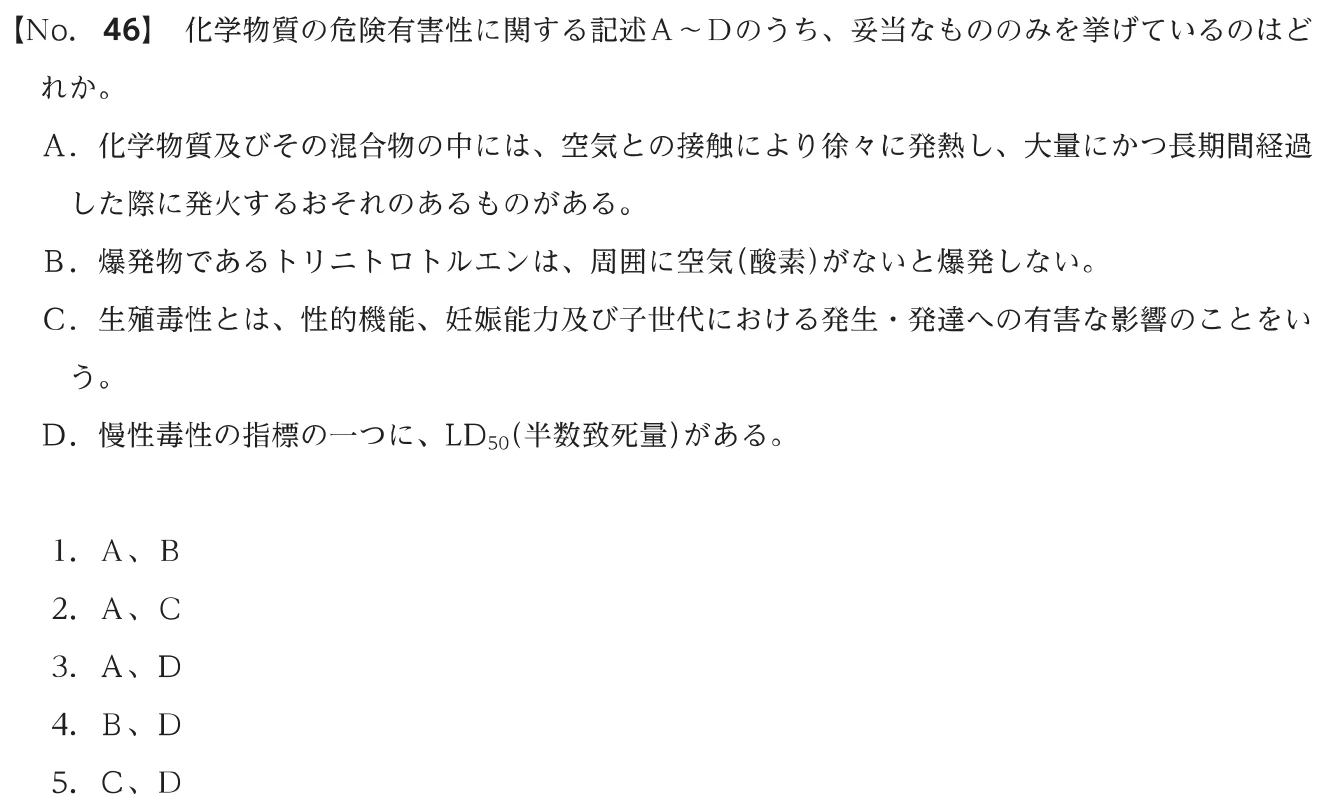 【No. 46】 化学物質の危険有害性に関する記述A~Dのうち、妥当なもののみを挙げているのはど
れか。
A. 化学物質及びその混合物の中には、空気との接触により徐々に発熱し、大量にかつ長期間経過
した際に発火するおそれのあるものがある。
B. 爆発物であるトリニトロトルエンは、周囲に空気(酸素)がないと爆発しない。
C. 生殖毒性とは、性的機能、妊娠能力及び子世代における発生・発達への有害な影響のことをい
う。
D. 慢性毒性の指標の一つに、LD₅₀(半数致死量)がある。
1. A、B
2. A、C
3. A、D
4. B、D
5. C、D